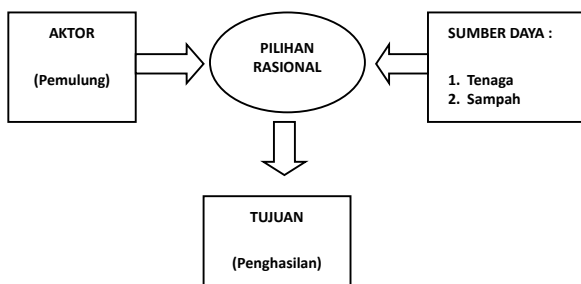 AKTOR
(Pemulung)
PILIHAN
RASIONAL
SUMBER DAYA :
1. Tenaga
2. Sampah
TUJUAN
(Penghasilan)